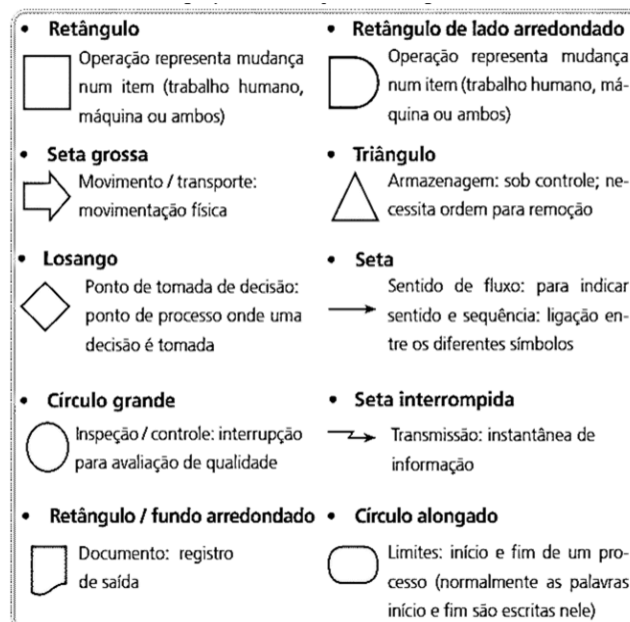 • Retângulo
Operação representa mudança
num item (trabalho humano,
máquina ou ambos)
• Retângulo de lado arredondado
Operação representa mudança
num item (trabalho humano, má-
quina ou ambos)
• Seta grossa
Movimento / transporte:
movimentação física
• Triângulo
Armazenagem: sob controle; ne-
cessita ordem para remoção
• Losango
Ponto de tomada de decisão:
ponto de processo onde uma
decisão é tomada
• Seta
Sentido de fluxo: para indicar
sentido e sequência: ligação en-
tre os diferentes símbolos
• Círculo grande
Inspeção / controle: interrupção
para avaliação de qualidade
• Seta interrompida
Transmissão: instantânea de
informação
• Retângulo / fundo arredondado
Documento: registro
de saída
• Círculo alongado
Limites: início e fim de um pro-
cesso (normalmente as palavras
início e fim são escritas nele)